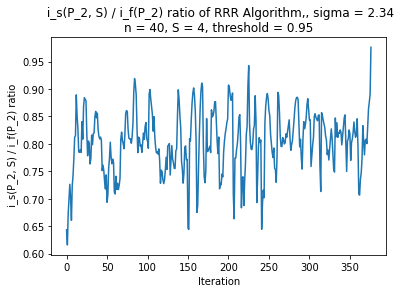 i_s(P_2, S) / i_f(P_2) ratio of RRR Algorithm,, sigma = 2.34
n = 40, S = 4, threshold = 0.95
i_s(P_2, S) / i_f(P_2) ratio
0.95
0.90
0.85
0.80
0.75
0.70
0.65
0.60
0 50 100 150 200 250 300 350
Iteration